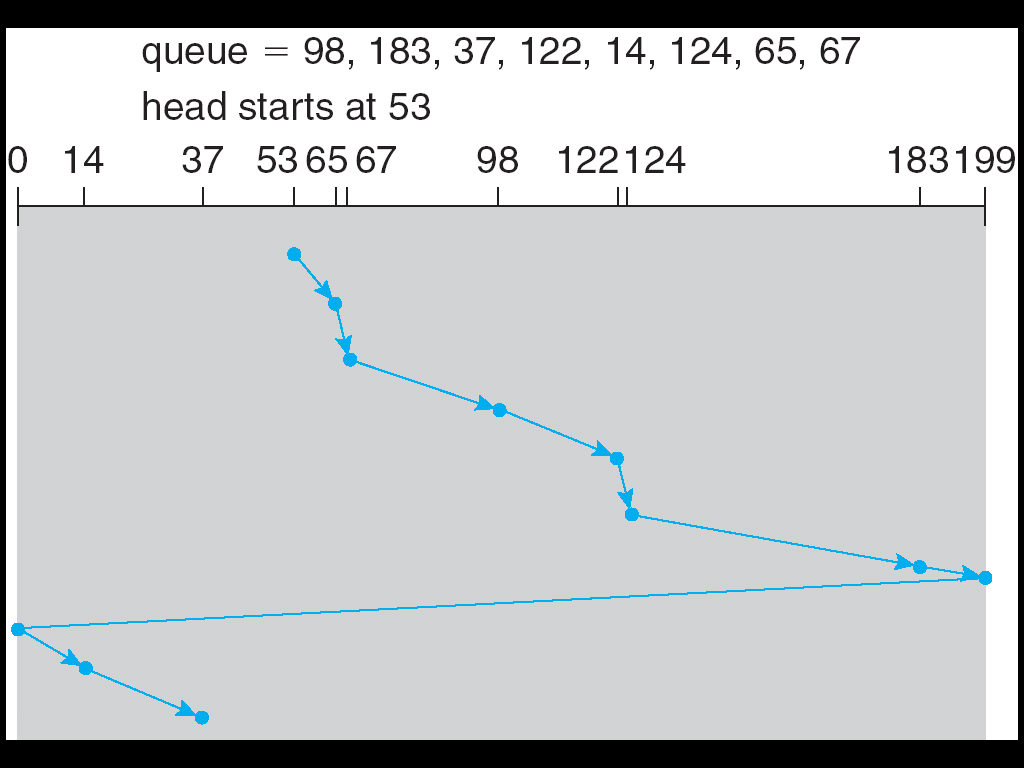 queue = 98, 183, 37, 122, 14, 124, 65, 67
head starts at 53
0 14 37 53 65 67 98 122 124 183 199